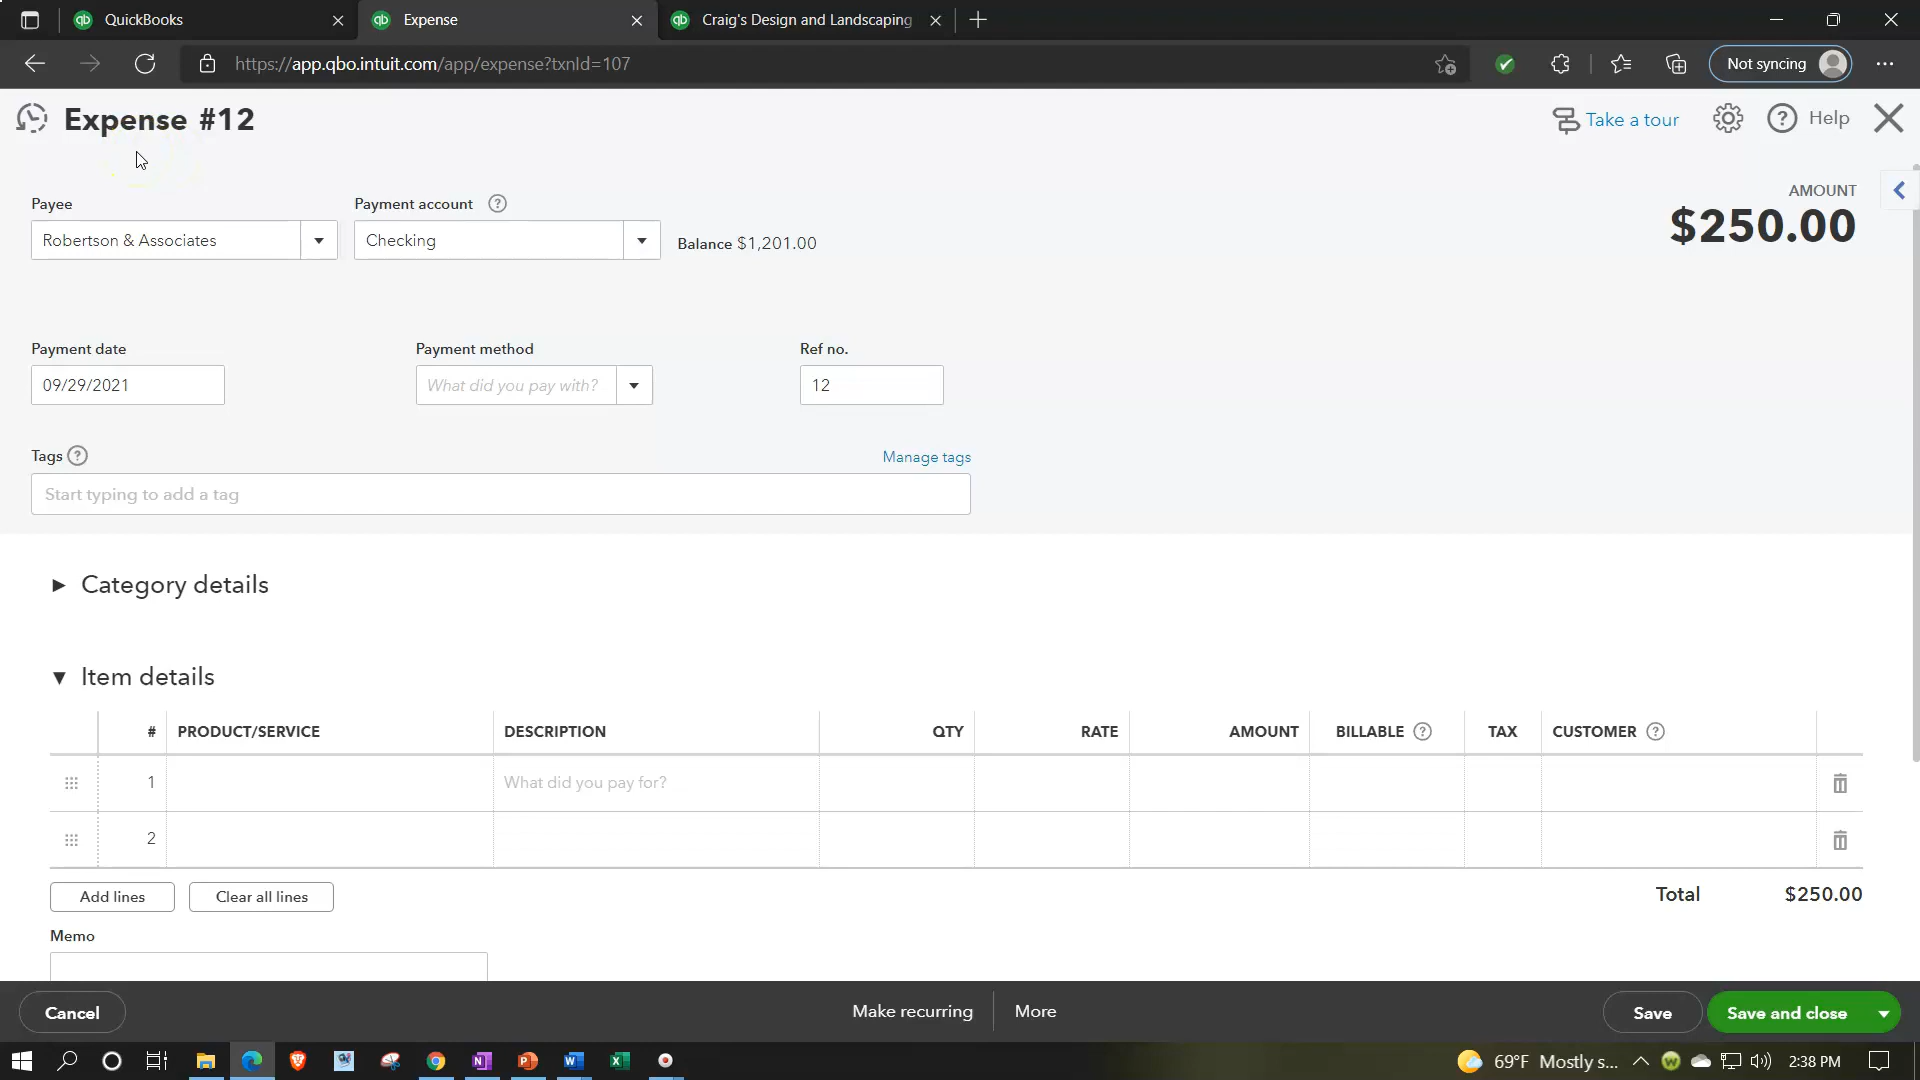 QuickBooks
Expense
Craig's Design and Landscaping
https://app.qbo.intuit.com/app/expense?txnId=107
Not syncing
Expense #12
Take a tour
Help
Payee
Payment account
Robertson & Associates
Checking
Balance $1,201.00
AMOUNT
$250.00
Payment date
Payment method
Ref no.
09/29/2021
What did you pay with?
12
Tags
Manage tags
Start typing to add a tag
Category details
Item details
# PRODUCT/SERVICE DESCRIPTION QTY RATE AMOUNT BILLABLE TAX CUSTOMER
1 What did you pay for?
2
Add lines
Clear all lines
Total $250.00
Memo
Cancel
Make recurring
More
Save
Save and close
69°F Mostly s...
2:38 PM